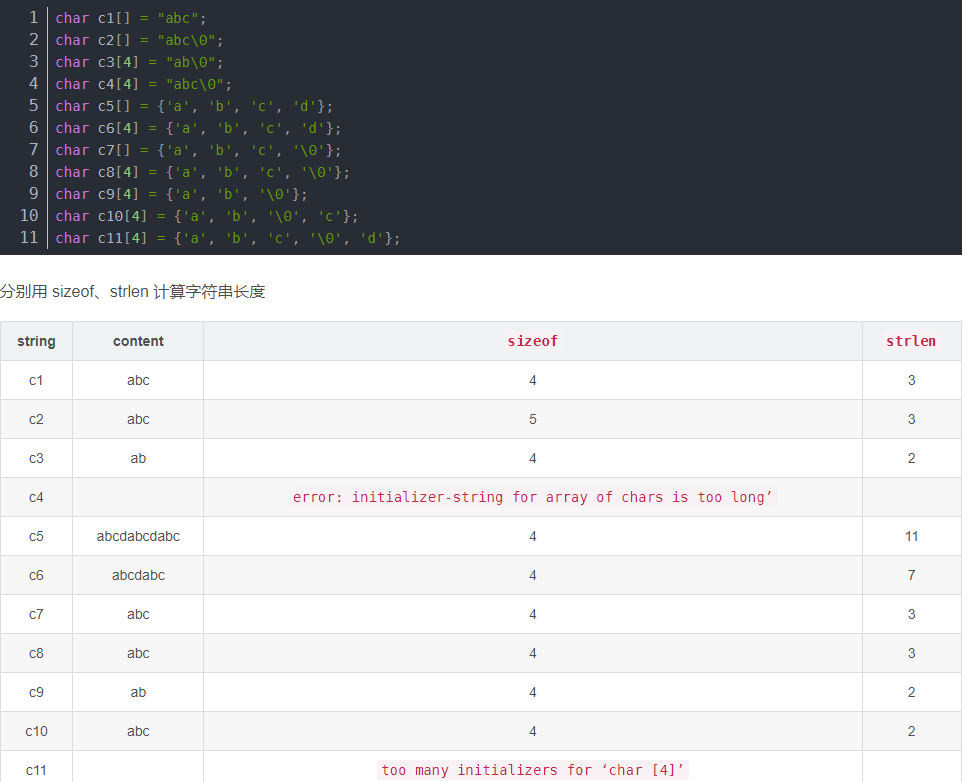 1 char c1[] = "abc";
2 char c2[] = "abc\0";
3 char c3[4] = "ab\0";
4 char c4[4] = "abc\0";
5 char c5[] = {'a', 'b', 'c', 'd'};
6 char c6[4] = {'a', 'b', 'c', 'd'};
7 char c7[] = {'a', 'b', 'c', '\0'};
8 char c8[4] = {'a', 'b', 'c', '\0'};
9 char c9[4] = {'a', 'b', '\0'};
10 char c10[4] = {'a', 'b', '\0', 'c'};
11 char c11[4] = {'a', 'b', 'c', '\0', 'd'};
分别用 sizeof、strlen 计算字符串长度
string content sizeof strlen
c1 abc 4 3
c2 abc 5 3
c3 ab 4 2
c4 error: initializer-string for array of chars is too long’
c5 abcdabcdabc 4 11
c6 abcdabc 4 7
c7 abc 4 3
c8 abc 4 3
c9 ab 4 2
c10 abc 4 2
c11 too many initializers for ‘char [4]’